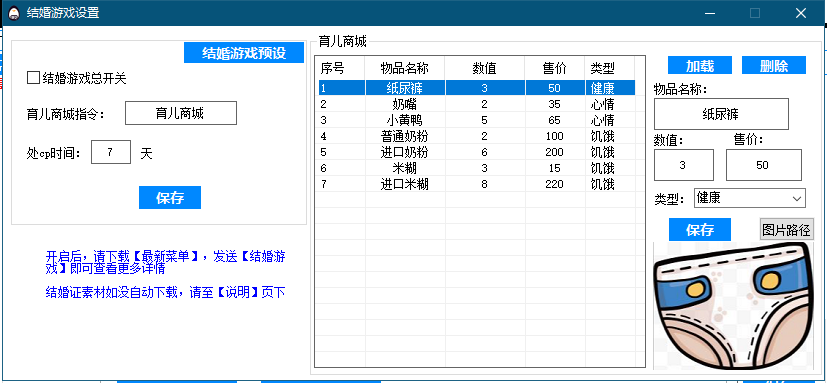 结婚游戏设置
结婚游戏预设
结婚游戏总开关
育儿商城指令：
育儿商城
处cp时间：
7
天
保存
开启后，请下载【最新菜单】，发送【结婚游
戏】即可查看更多详情
结婚证素材如没自动下载，请至【说明】页下
育儿商城
序号 物品名称 数值 售价 类型
1 纸尿裤 3 50 健康
2 奶嘴 2 35 心情
3 小黄鸭 5 65 心情
4 普通奶粉 2 100 饥饿
5 进口奶粉 6 200 饥饿
6 米糊 3 15 饥饿
7 进口米糊 8 220 饥饿
加载 删除
物品名称：
纸尿裤
数值： 售价：
3 50
类型： 健康
保存 图片路径